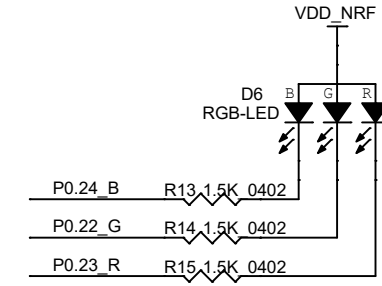 VDD_NRF
D6 B G R
RGB-LED
P0.24_B R13 1.5K_0402
P0.22_G R14 1.5K_0402
P0.23_R R15 1.5K_0402